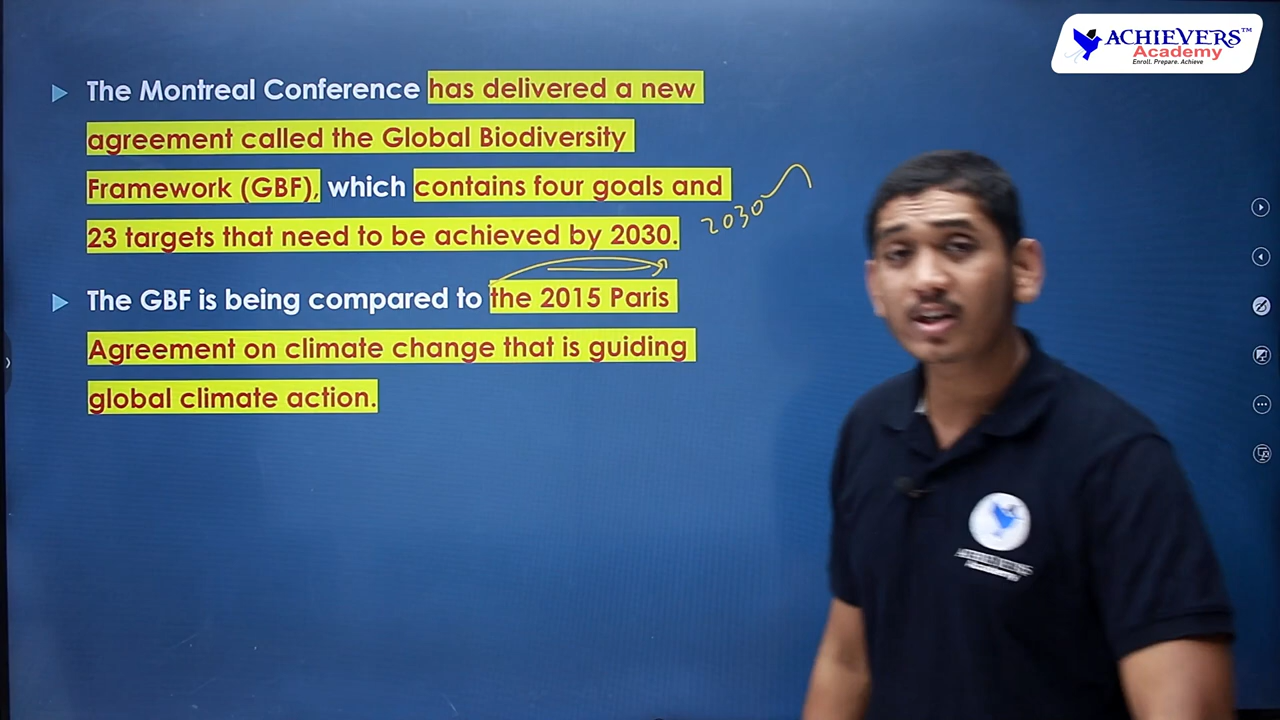 ACHIEVERS™
Academy
Enroll. Prepare. Achieve
The Montreal Conference has delivered a new
agreement called the Global Biodiversity
Framework (GBF), which contains four goals and
23 targets that need to be achieved by 2030.
2030
The GBF is being compared to the 2015 Paris
Agreement on climate change that is guiding
global climate action.
ACHIEVERS
Academy